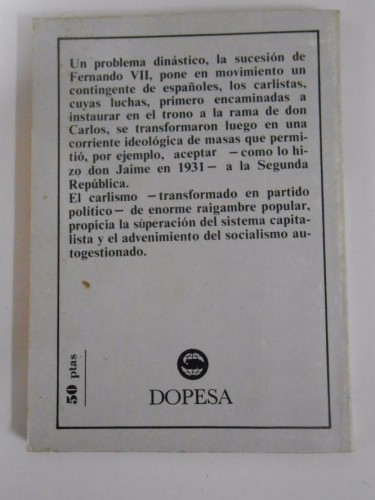 Un problema dinástico, la sucesión de
Fernando VII, pone en movimiento un
contingente de españoles, los carlistas,
cuyas luchas, primero encaminadas a
instaurar en el trono a la rama de don
Carlos, se transformaron luego en una
corriente ideológica de masas que permi-
tió, por ejemplo, aceptar —como lo hi-
zo don Jaime en 1931— a la Segunda
República.
El carlismo —transformado en partido
político— de enorme raigambre popular,
propicia la superación del sistema capita-
lista y el advenimiento del socialismo au-
togestionado.
50 ptas
DOPESA